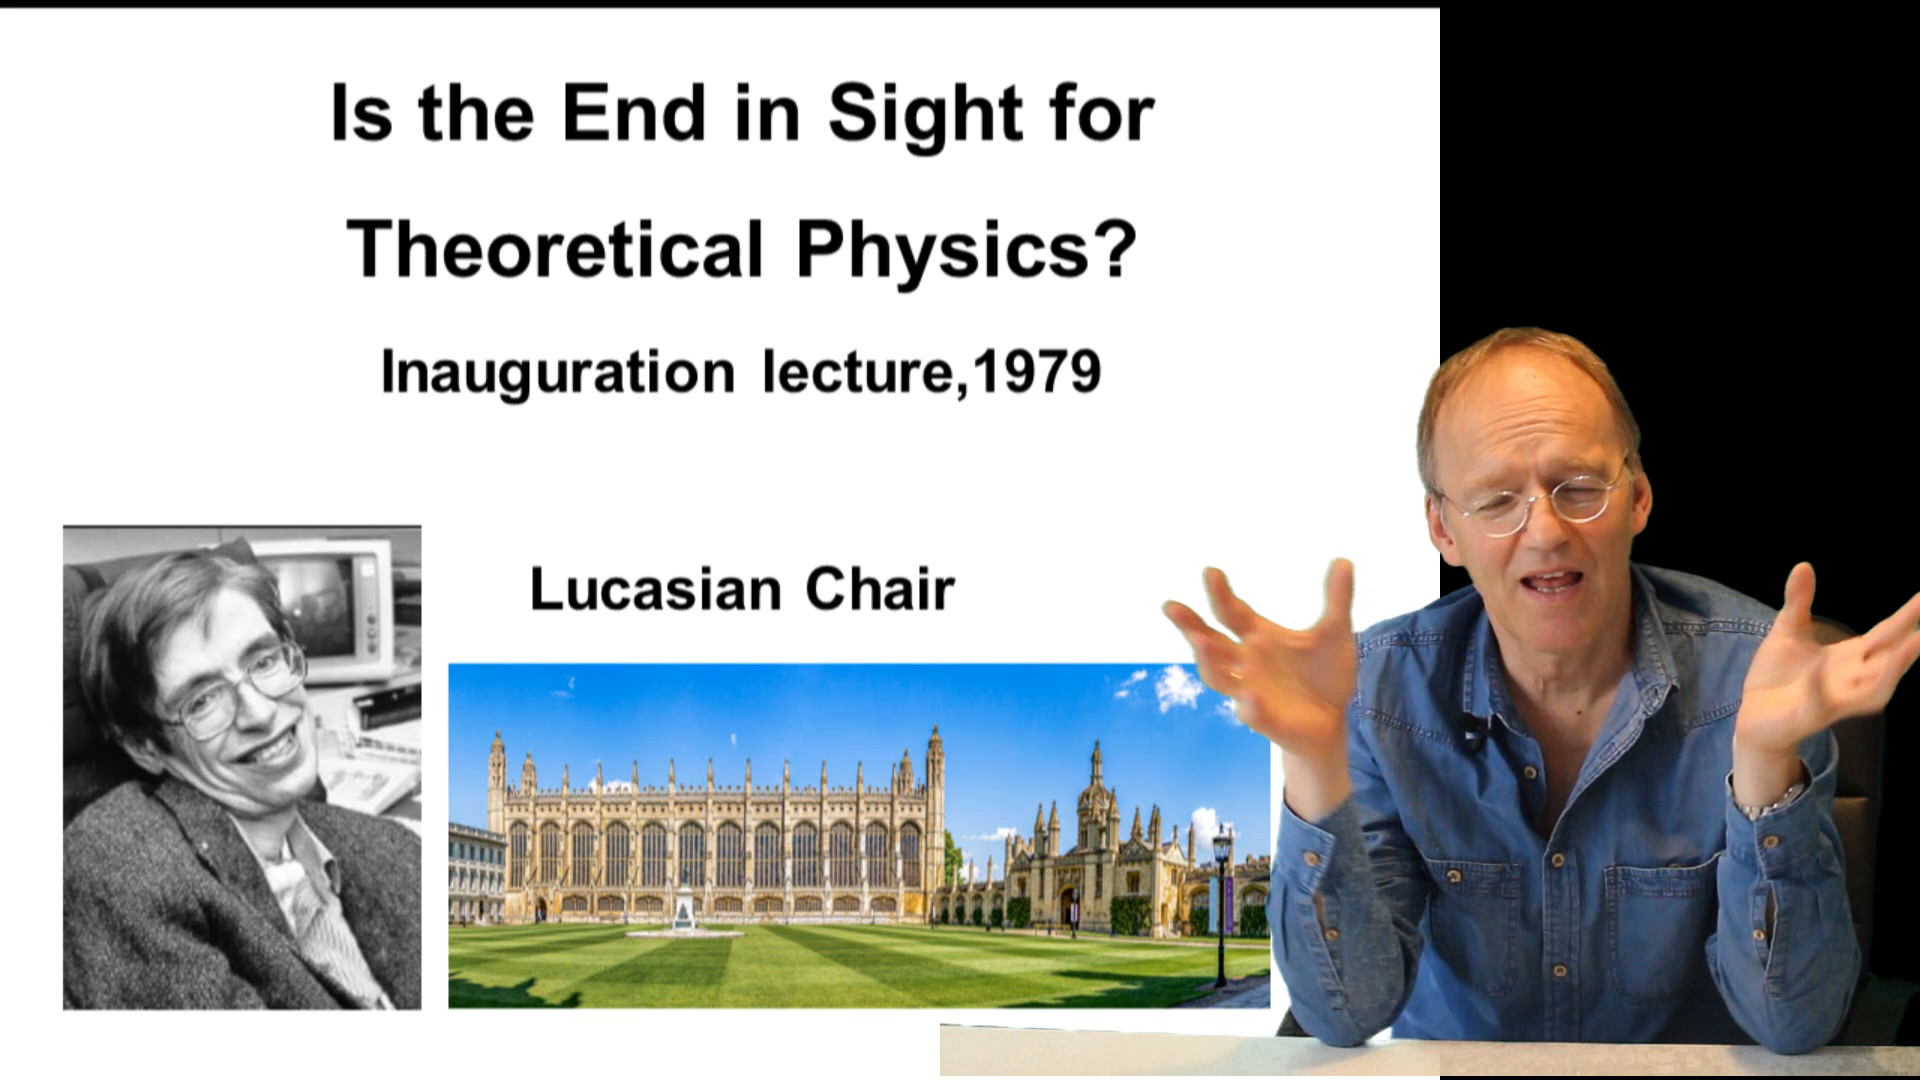 Is the End in Sight for
Theoretical Physics?
Inauguration lecture,1979
Lucasian Chair